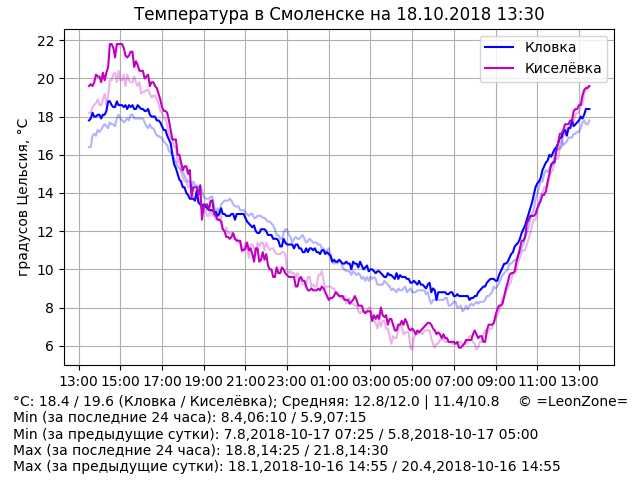 Температура в Смоленске на 18.10.2018 13:30
Кловка
Киселёвка
градусов Цельсия, °C
22
20
18
16
14
12
10
8
6
13:00 15:00 17:00 19:00 21:00 23:00 01:00 03:00 05:00 07:00 09:00 11:00 13:00
°C: 18.4 / 19.6 (Кловка / Киселёвка); Средняя: 12.8/12.0 | 11.4/10.8 © =LeonZone=
Min (за последние 24 часа): 8.4,06:10 / 5.9,07:15
Min (за предыдущие сутки): 7.8,2018-10-17 07:25 / 5.8,2018-10-17 05:00
Max (за последние 24 часа): 18.8,14:25 / 21.8,14:30
Max (за предыдущие сутки): 18.1,2018-10-16 14:55 / 20.4,2018-10-16 14:55